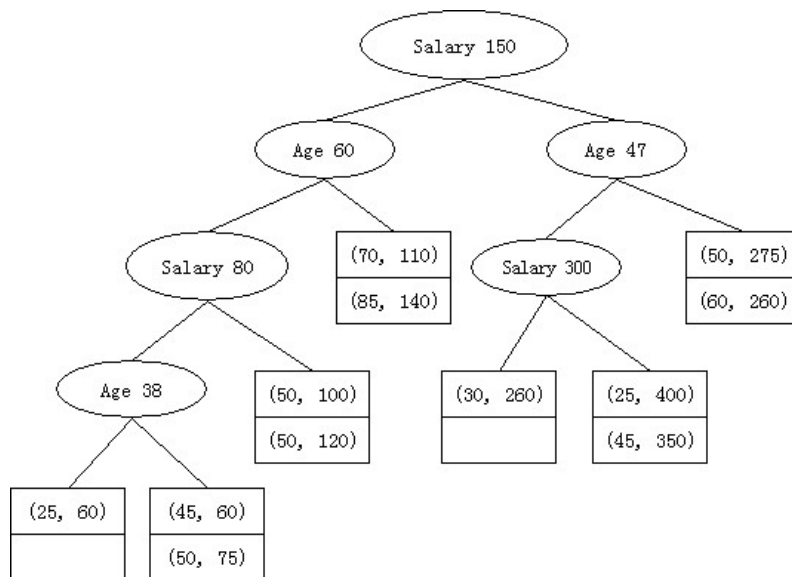 Salary 150
Age 60
Age 47
(70, 110)
(85, 140)
(50, 275)
(60, 260)
Salary 80
Salary 300
Age 38
(50, 100)
(50, 120)
(30, 260)
(25, 400)
(45, 350)
(25, 60)
(45, 60)
(50, 75)